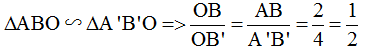 ΔABO ∽ ΔA'B'O => OB/OB' = AB/A'B' = 2/4 = 1/2